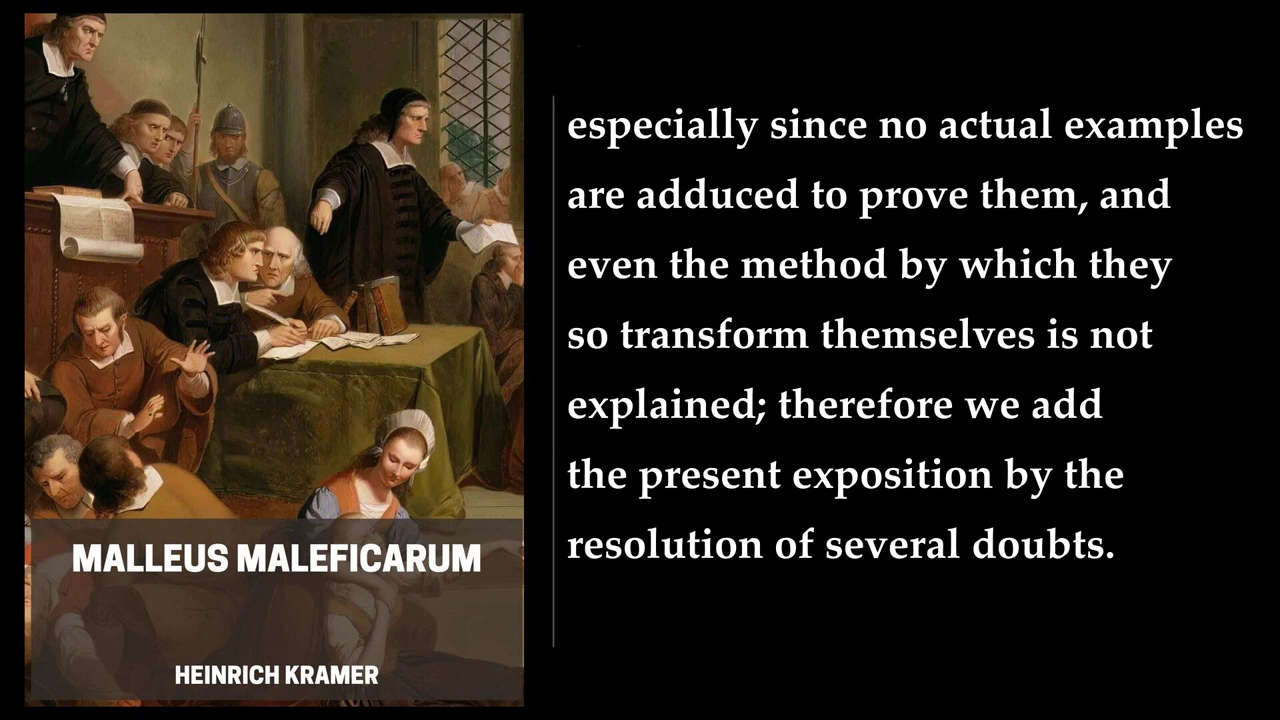 MALLEUS MALEFICARUM
HEINRICH KRAMER
especially since no actual examples
are adduced to prove them, and
even the method by which they
so transform themselves is not
explained; therefore we add
the present exposition by the
resolution of several doubts.